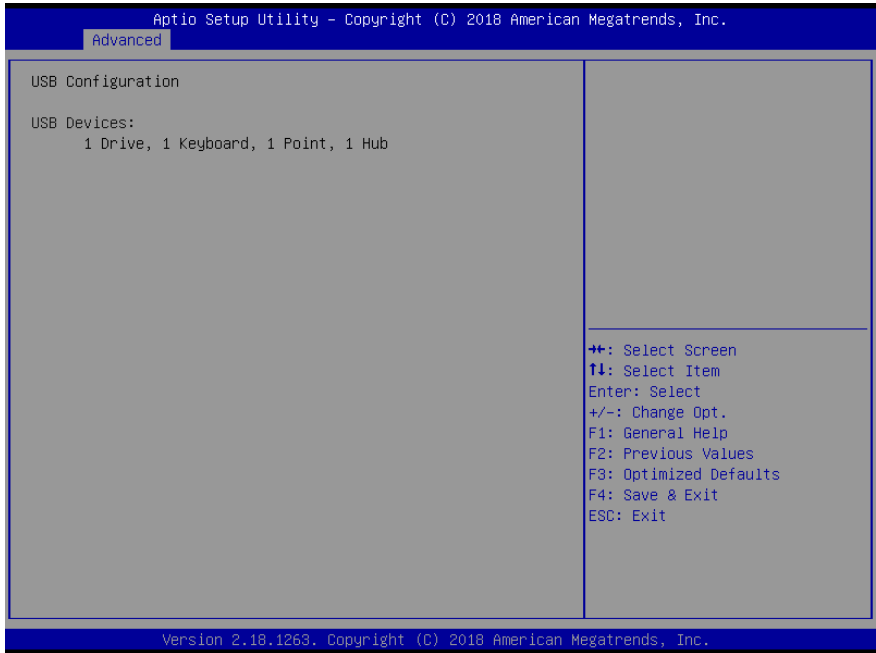 Aptio Setup Utility – Copyright (C) 2018 American Megatrends, Inc.
Advanced
USB Configuration
USB Devices:
1 Drive, 1 Keyboard, 1 Point, 1 Hub
→←: Select Screen
↑↓: Select Item
Enter: Select
+/-: Change Opt.
F1: General Help
F2: Previous Values
F3: Optimized Defaults
F4: Save & Exit
ESC: Exit
Version 2.18.1263. Copyright (C) 2018 American Megatrends, Inc.